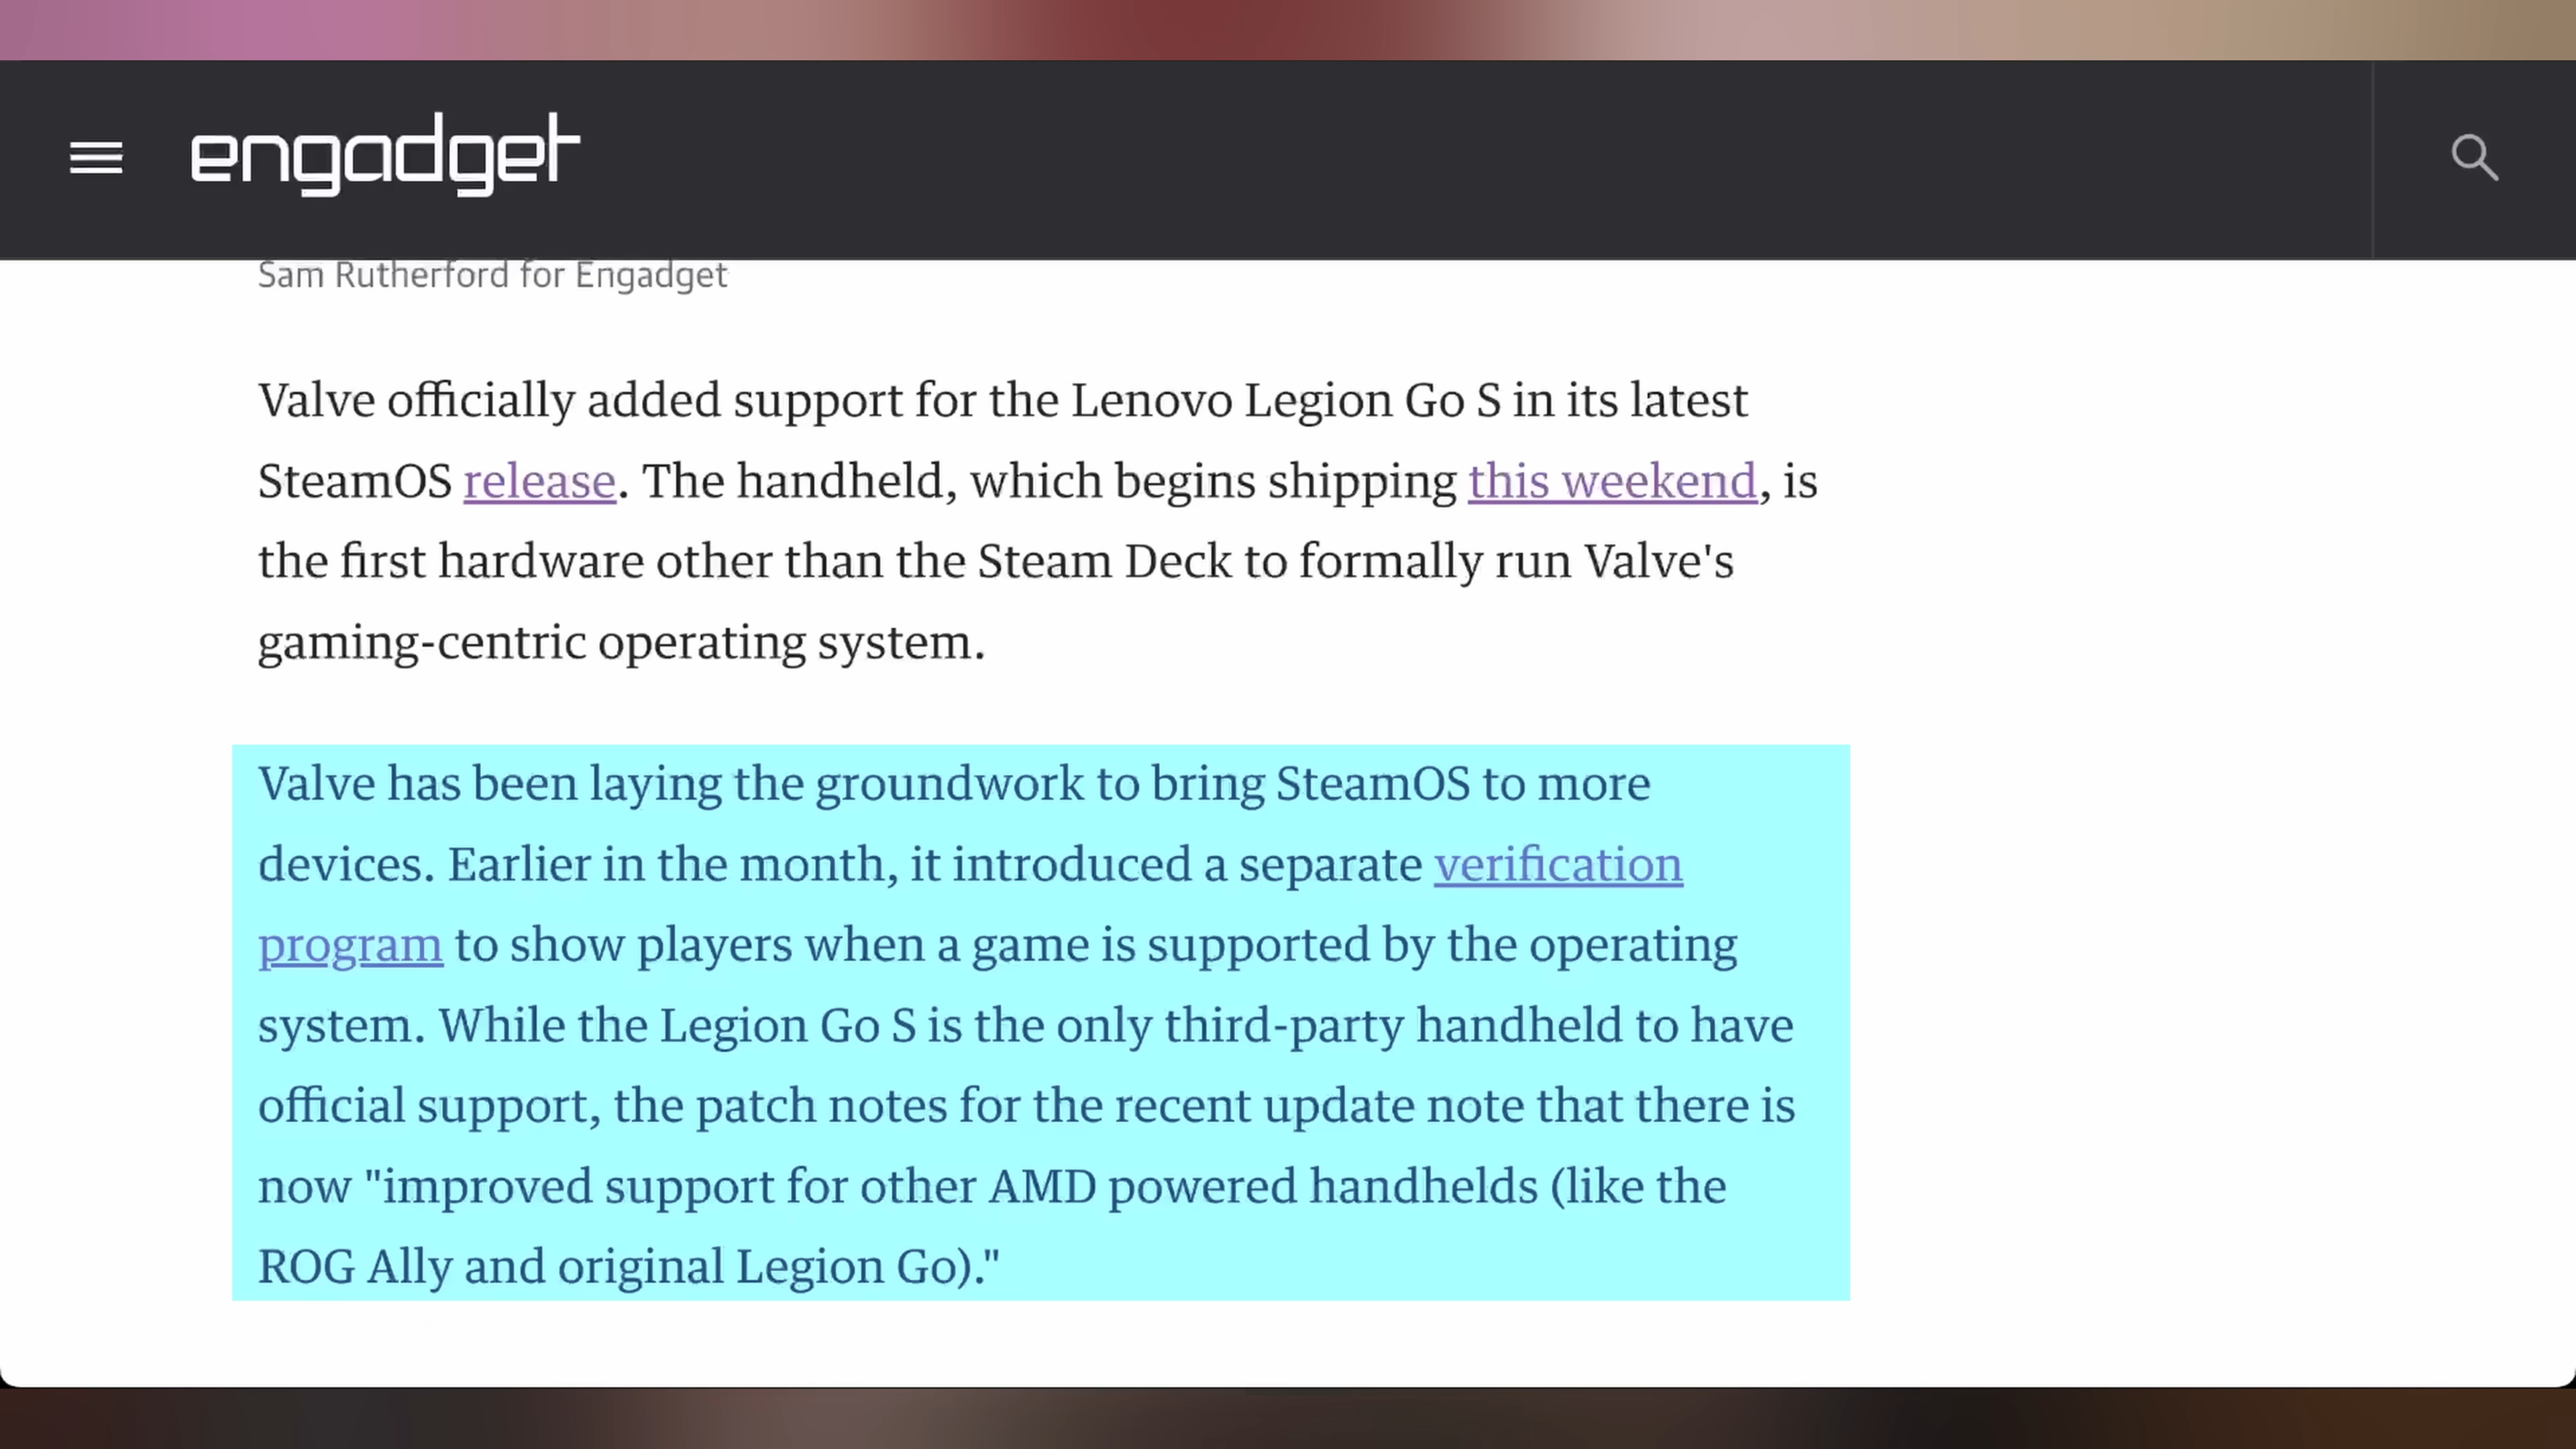 engadget
Sam Rutherford for Engadget
Valve officially added support for the Lenovo Legion Go S in its latest
SteamOS release. The handheld, which begins shipping this weekend, is
the first hardware other than the Steam Deck to formally run Valve's
gaming-centric operating system.
Valve has been laying the groundwork to bring SteamOS to more
devices. Earlier in the month, it introduced a separate verification
program to show players when a game is supported by the operating
system. While the Legion Go S is the only third-party handheld to have
official support, the patch notes for the recent update note that there is
now "improved support for other AMD powered handhelds (like the
ROG Ally and original Legion Go)."